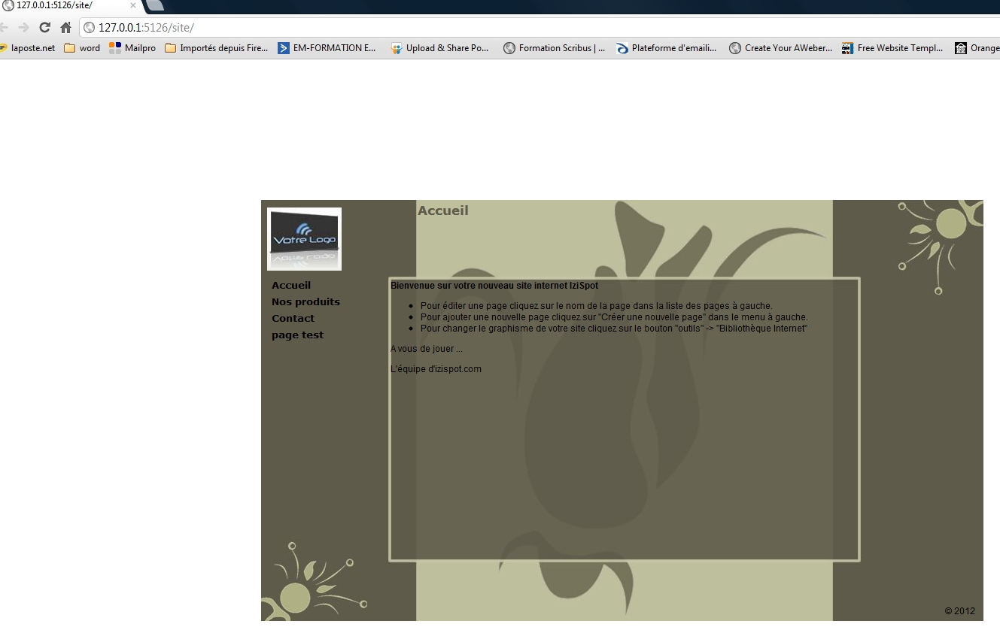 127.0.0.1:5126/site/
127.0.0.1:5126/site/
laposte.net word Mailpro Importés depuis Fire... EM-FORMATION E... Upload & Share Po... Formation Scribus | ... Plateforme d'emaili... Create Your AWeber... Free Website Templ... Orange
Votre Logo
Accueil
Nos produits
Contact
page test
Accueil
Bienvenue sur votre nouveau site internet IziSpot
• Pour éditer une page cliquez sur le nom de la page dans la liste des pages à gauche.
• Pour ajouter une nouvelle page cliquez sur "Créer une nouvelle page" dans le menu à gauche.
• Pour changer le graphisme de votre site cliquez sur le bouton "outils" -> "Bibliothèque Internet"
A vous de jouer ...
L'équipe d'izispot.com
© 2012